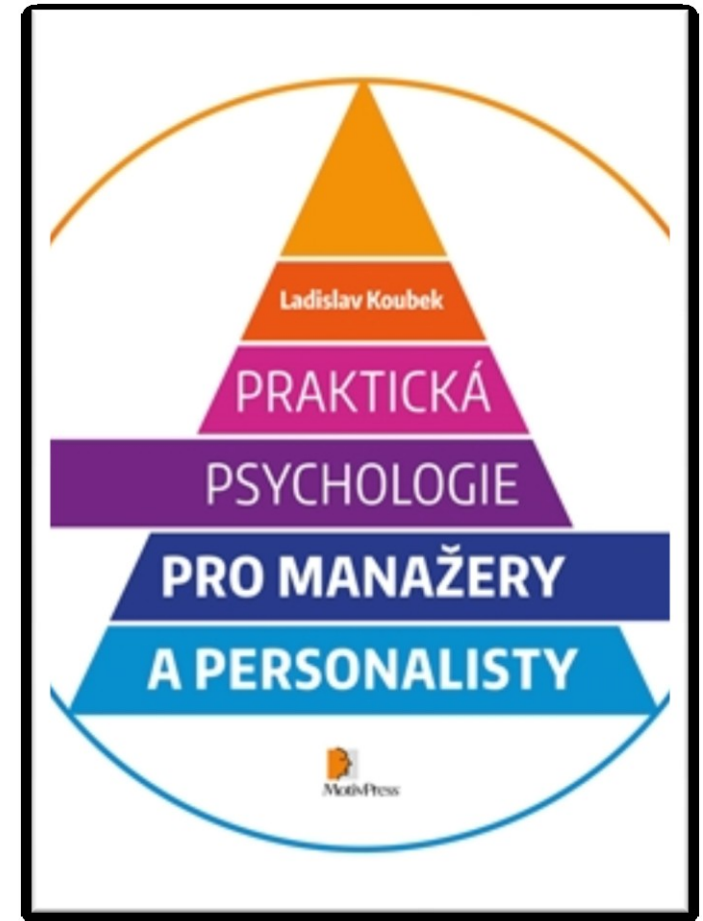 Ladislav Koubek
PRAKTICKÁ
PSYCHOLOGIE
PRO MANAŽERY
A PERSONALISTY
MotivPress